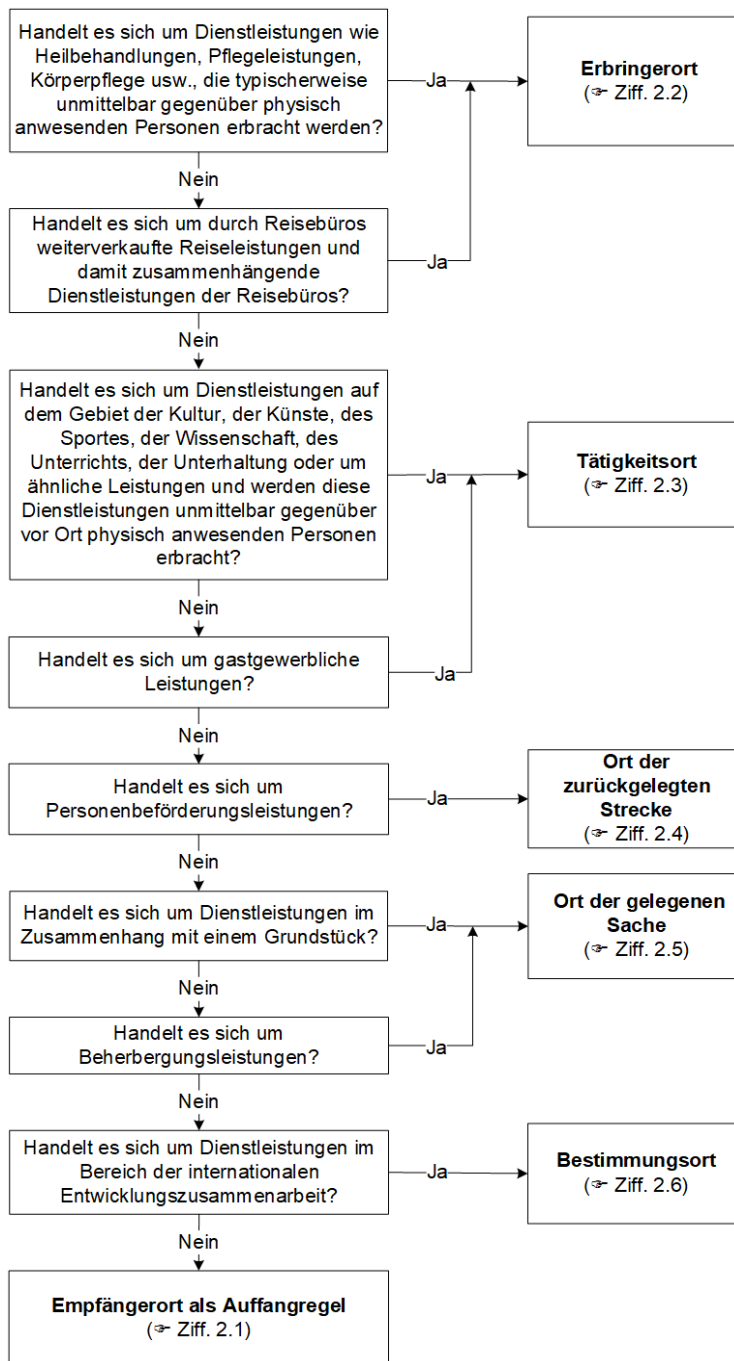 Handelt es sich um Dienstleistungen wie
Heilbehandlungen, Pflegeleistungen,
Körperpflege usw., die typischerweise
unmittelbar gegenüber physisch
anwesenden Personen erbracht werden?
Ja
Erbringerort
(☞ Ziff. 2.2)
Nein
Handelt es sich um durch Reisebüros
weiterverkaufte Reiseleistungen und
damit zusammenhängende
Dienstleistungen der Reisebüros?
Ja
Nein
Handelt es sich um Dienstleistungen auf
dem Gebiet der Kultur, der Künste, des
Sportes, der Wissenschaft, des
Unterrichts, der Unterhaltung oder um
ähnliche Leistungen und werden diese
Dienstleistungen unmittelbar gegenüber
vor Ort physisch anwesenden Personen
erbracht?
Ja
Tätigkeitsort
(☞ Ziff. 2.3)
Nein
Handelt es sich um gastgewerbliche
Leistungen?
Ja
Nein
Handelt es sich um
Personenbeförderungsleistungen?
Ja
Ort der
zurückgelegten
Strecke
(☞ Ziff. 2.4)
Nein
Handelt es sich um Dienstleistungen im
Zusammenhang mit einem Grundstück?
Ja
Ort der gelegenen
Sache
(☞ Ziff. 2.5)
Nein
Handelt es sich um
Beherbergungsleistungen?
Ja
Nein
Handelt es sich um Dienstleistungen im
Bereich der internationalen
Entwicklungszusammenarbeit?
Ja
Bestimmungsort
(☞ Ziff. 2.6)
Nein
Empfängerort als Auffangregel
(☞ Ziff. 2.1)